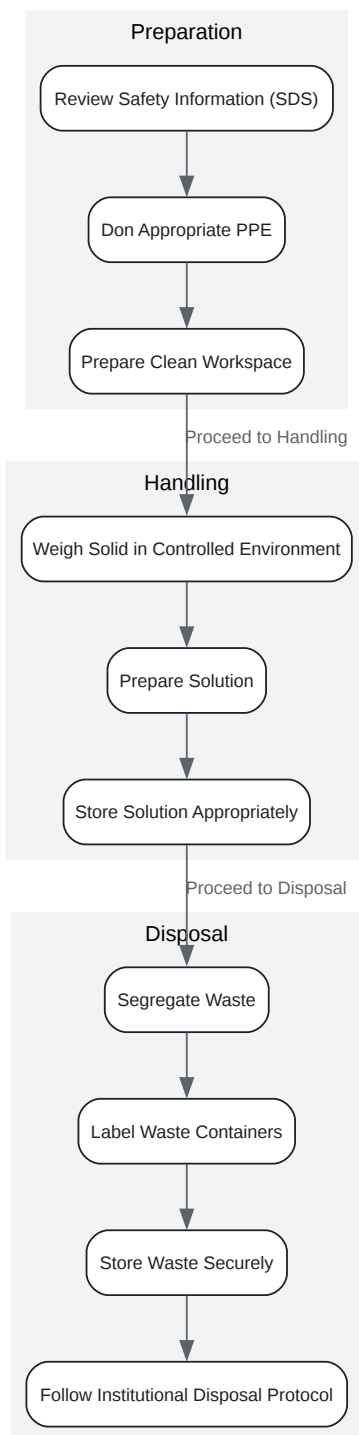 Preparation
Review Safety Information (SDS)
Don Appropriate PPE
Prepare Clean Workspace
Proceed to Handling
Handling
Weigh Solid in Controlled Environment
Prepare Solution
Store Solution Appropriately
Proceed to Disposal
Disposal
Segregate Waste
Label Waste Containers
Store Waste Securely
Follow Institutional Disposal Protocol